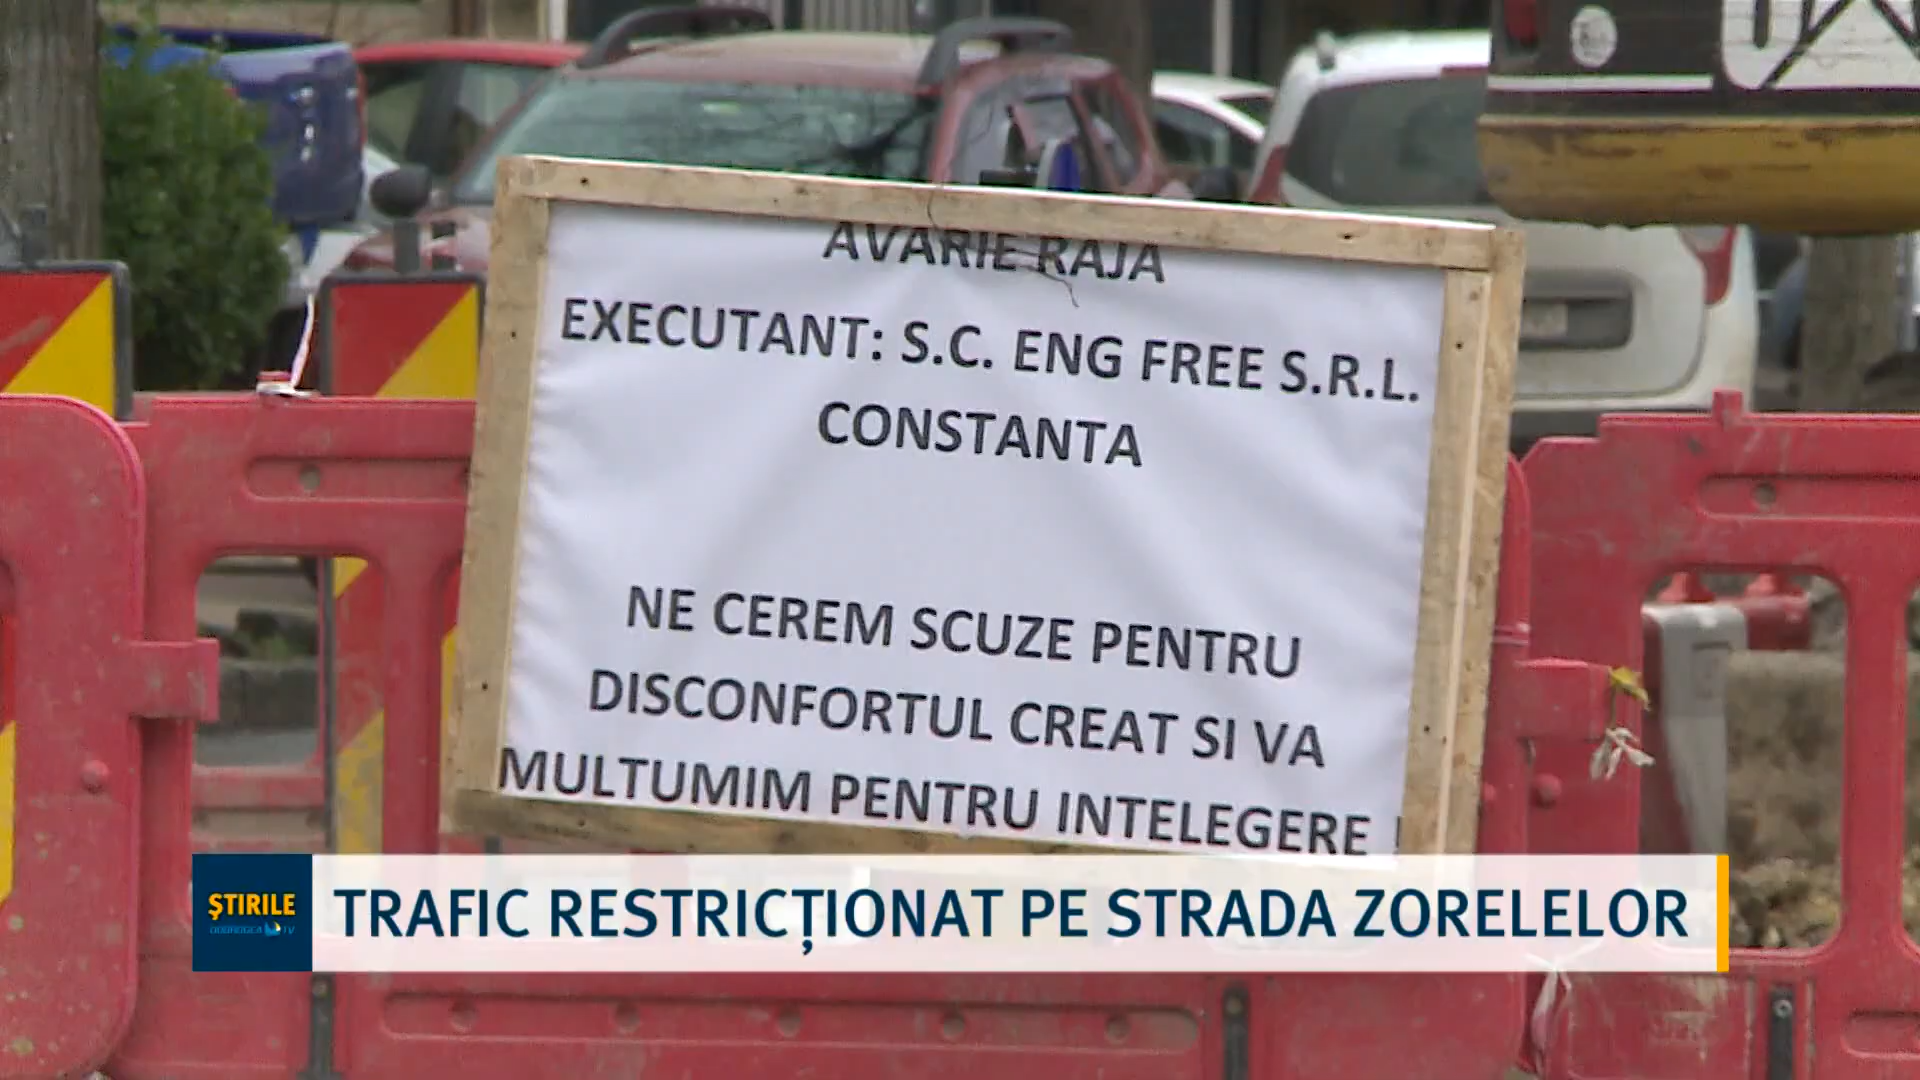 AVARIE RAJA
EXECUTANT: S.C. ENG FREE S.R.L.
CONSTANTA
NE CEREM SCUZE PENTRU
DISCONFORTUL CREAT SI VA
MULTUMIM PENTRU INTELEGERE !
ȘTIRILE
DOBROGEA TV
TRAFIC RESTRICȚIONAT PE STRADA ZORELELOR